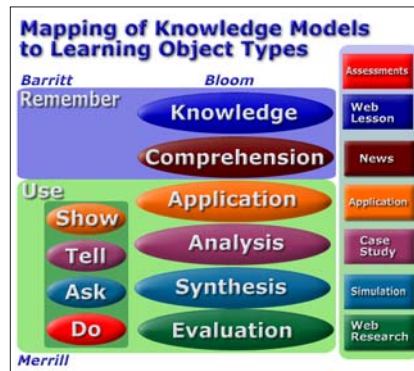 Mapping of Knowledge Models
to Learning Object Types
Barritt
Bloom
Remember
Knowledge
Comprehension
Use
Show
Tell
Ask
Do
Application
Analysis
Synthesis
Evaluation
Merrill
Assessments
Web
Lesson
News
Application
Case
Study
Simulation
Web
Research